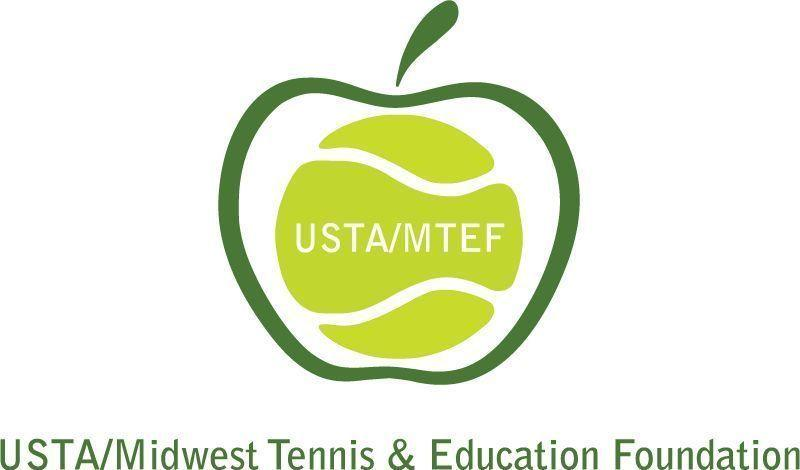 USTA/MTEF
USTA/Midwest Tennis & Education Foundation